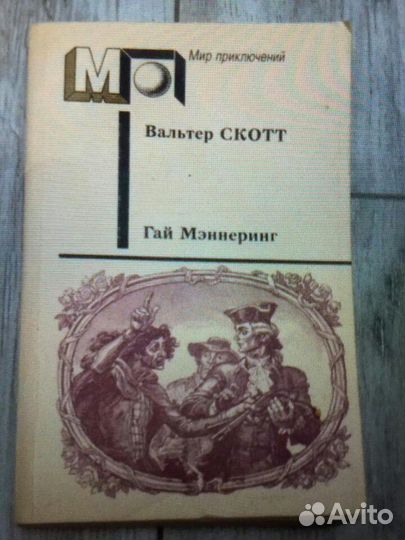 МП
Мир приключений
Вальтер СКОТТ
Гай Мэннеринг
Avito